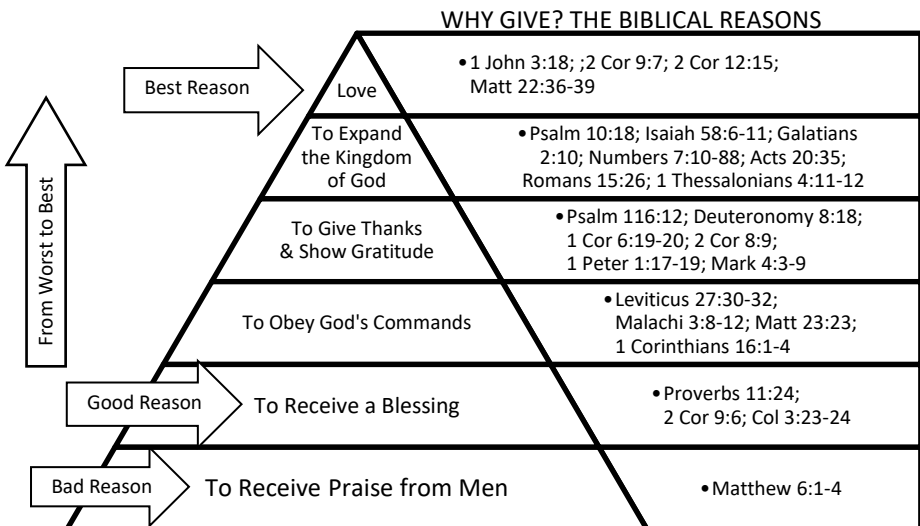 WHY GIVE? THE BIBLICAL REASONS
Best Reason
Love
•1 John 3:18; ;2 Cor 9:7; 2 Cor 12:15;
Matt 22:36-39
From Worst to Best
To Expand
the Kingdom
of God
•Psalm 10:18; Isaiah 58:6-11; Galatians
2:10; Numbers 7:10-88; Acts 20:35;
Romans 15:26; 1 Thessalonians 4:11-12
To Give Thanks
& Show Gratitude
•Psalm 116:12; Deuteronomy 8:18;
1 Cor 6:19-20; 2 Cor 8:9;
1 Peter 1:17-19; Mark 4:3-9
To Obey God's Commands
•Leviticus 27:30-32;
Malachi 3:8-12; Matt 23:23;
1 Corinthians 16:1-4
Good Reason
To Receive a Blessing
•Proverbs 11:24;
2 Cor 9:6; Col 3:23-24
Bad Reason
To Receive Praise from Men
•Matthew 6:1-4